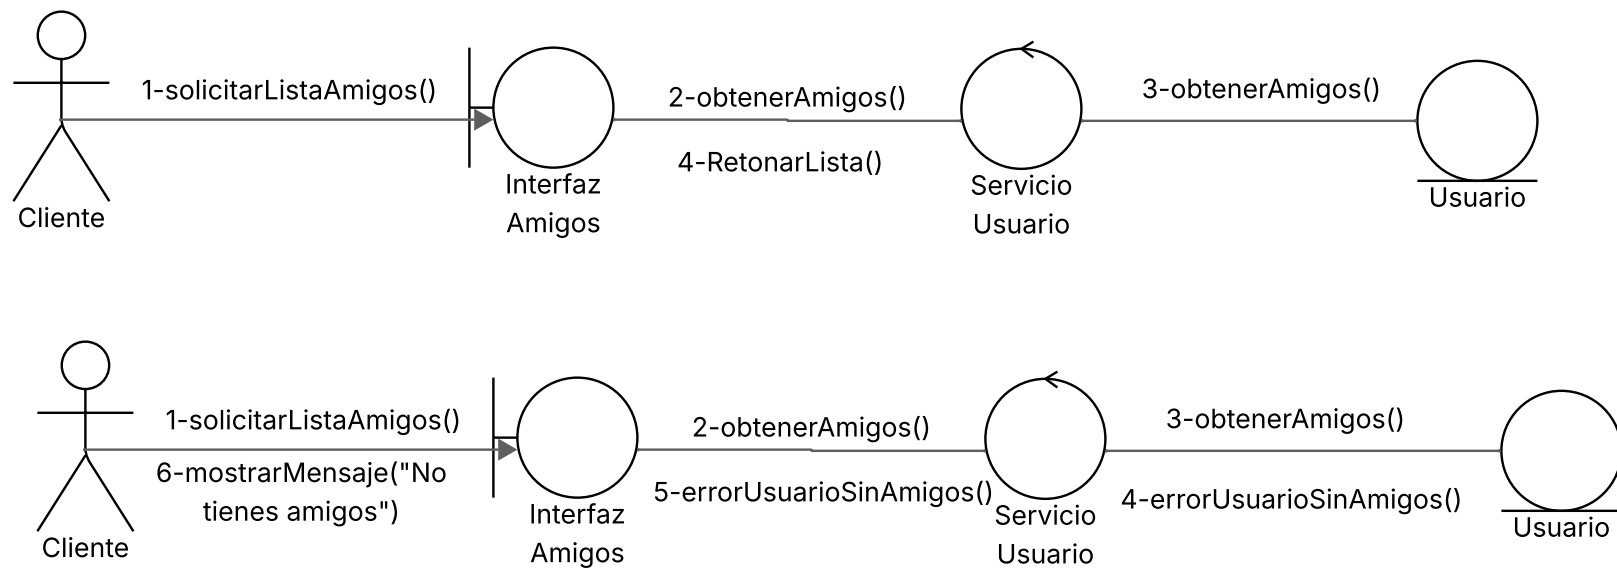 1-solicitarListaAmigos()
2-obtenerAmigos()
3-obtenerAmigos()
4-RetonarLista()
Cliente
Interfaz
Amigos
Servicio
Usuario
Usuario
1-solicitarListaAmigos()
2-obtenerAmigos()
3-obtenerAmigos()
6-mostrarMensaje("No
tienes amigos")
5-errorUsuarioSinAmigos()
4-errorUsuarioSinAmigos()
Cliente
Interfaz
Amigos
Servicio
Usuario
Usuario